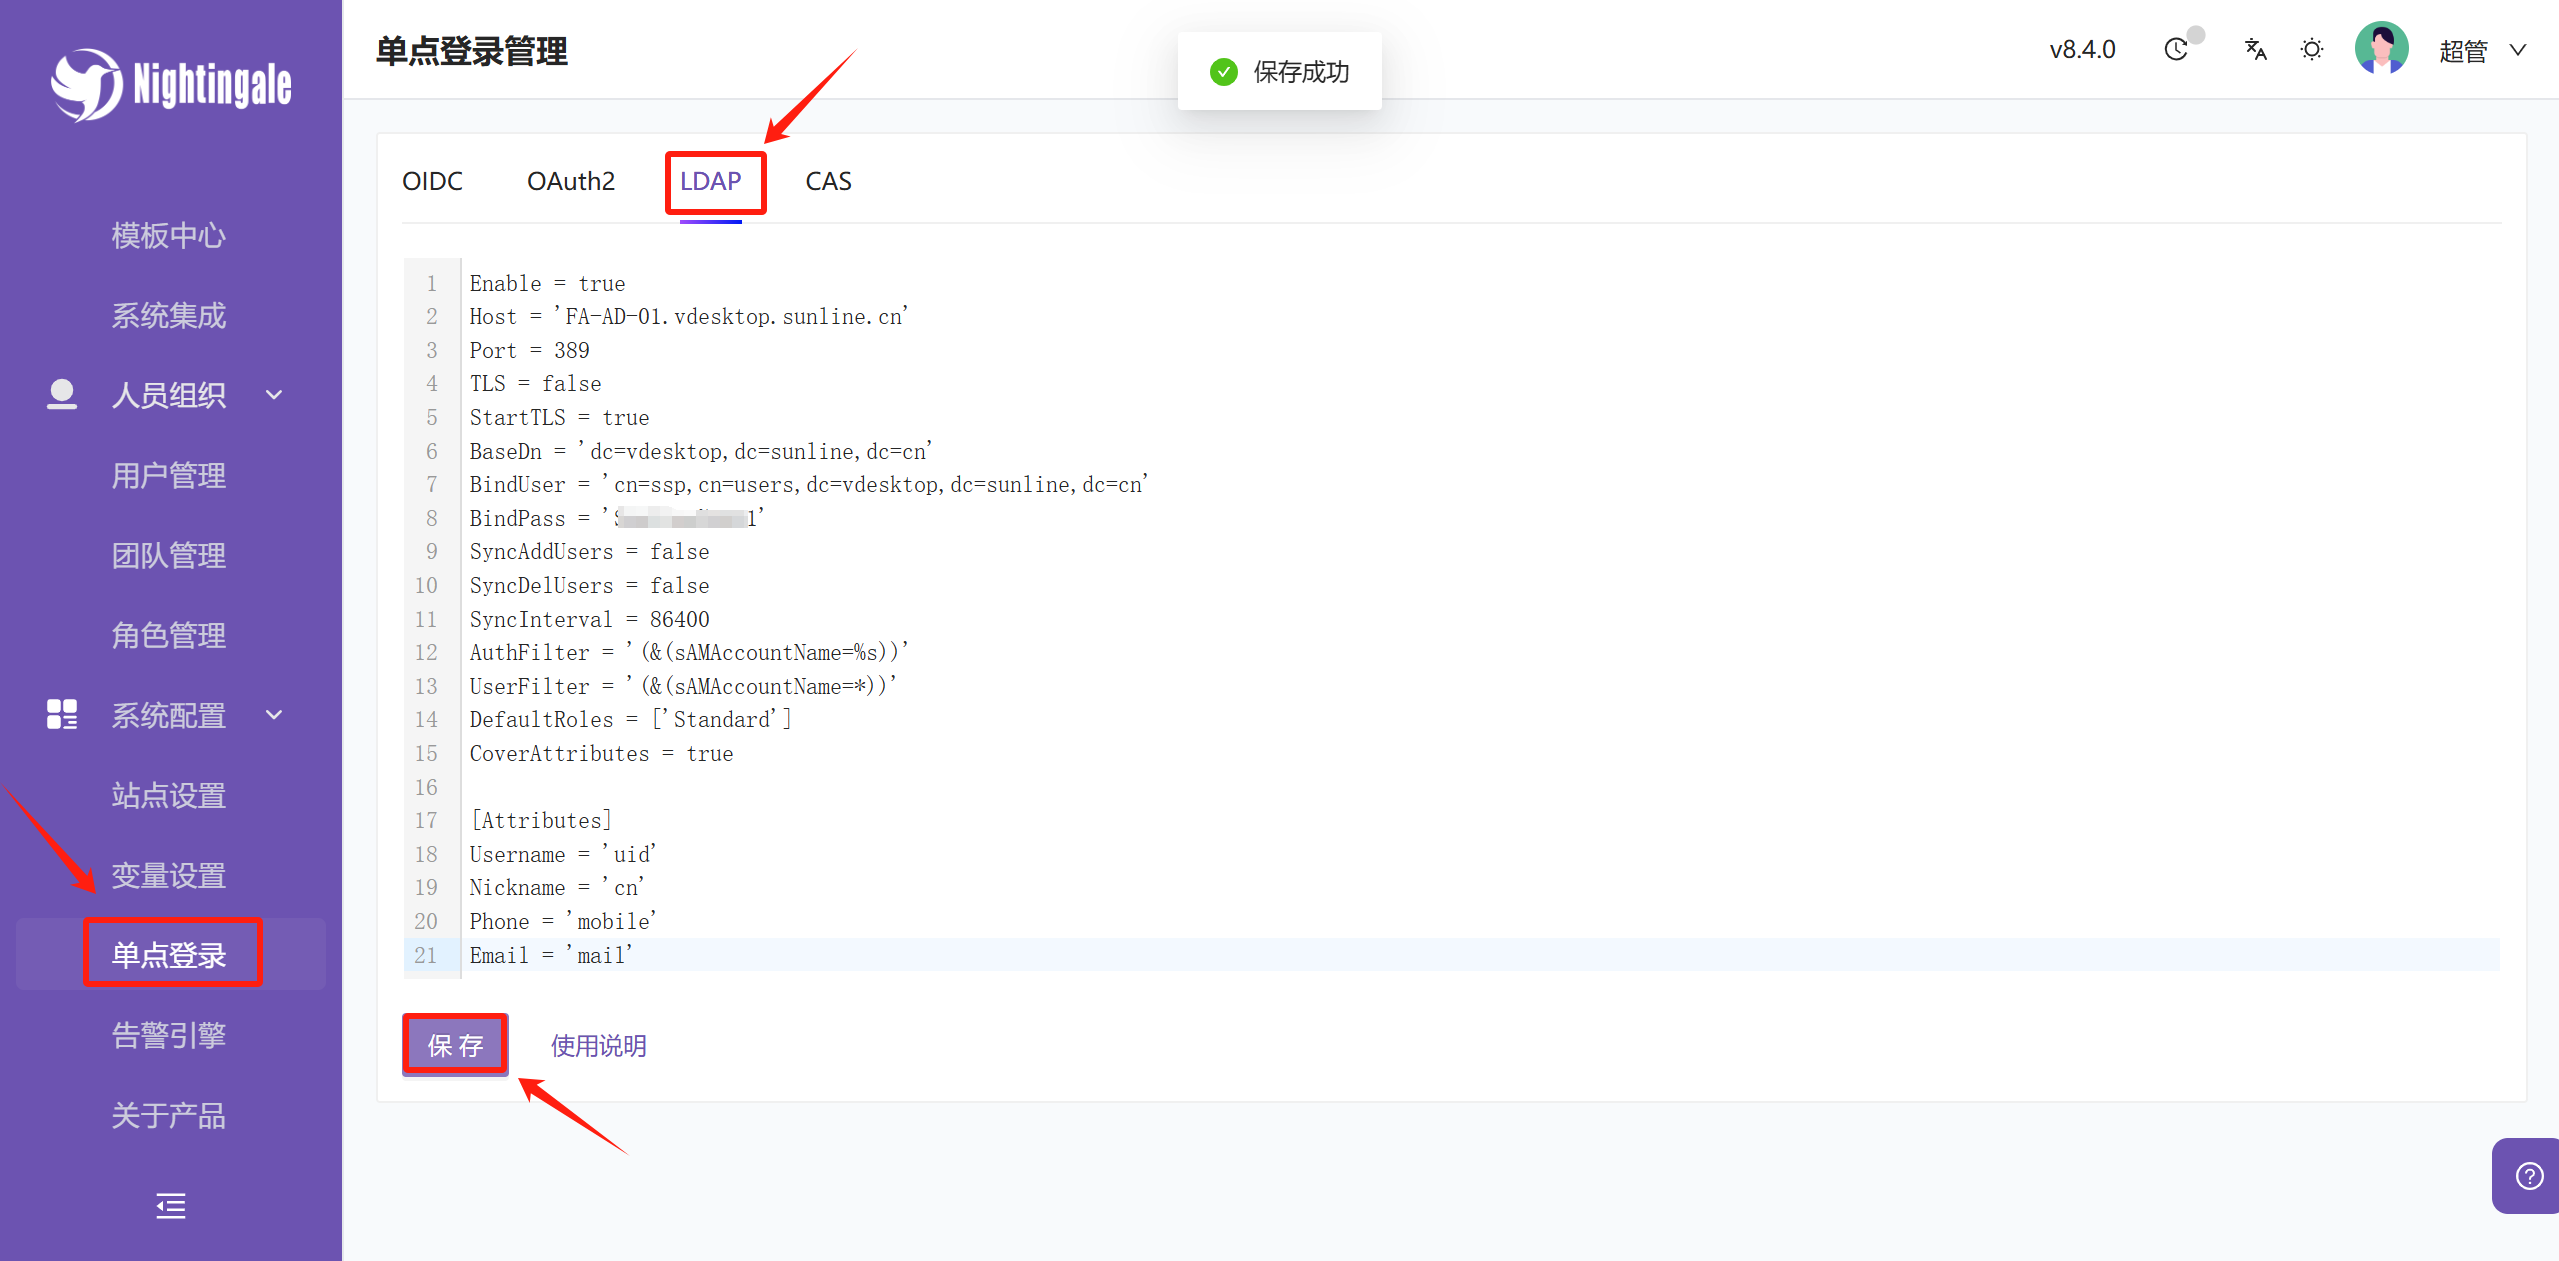 Nightingale
模板中心
系统集成
人员组织
用户管理
团队管理
角色管理
系统配置
站点设置
变量设置
单点登录
告警引擎
关于产品
单点登录管理
保存成功
v8.4.0
超管
OIDC OAuth2 LDAP CAS
1 Enable = true
2 Host = 'FA-AD-01.vdesktop.sunline.cn'
3 Port = 389
4 TLS = false
5 StartTLS = true
6 BaseDn = 'dc=vdesktop,dc=sunline,dc=cn'
7 BindUser = 'cn=ssp,cn=users,dc=vdesktop,dc=sunline,dc=cn'
8 BindPass = '
9 SyncAddUsers = false
10 SyncDelUsers = false
11 SyncInterval = 86400
12 AuthFilter = '(&(sAMAccountName=%s))'
13 UserFilter = '(&(sAMAccountName=*))'
14 DefaultRoles = ['Standard']
15 CoverAttributes = true
16
17 [Attributes]
18 Username = 'uid'
19 Nickname = 'cn'
20 Phone = 'mobile'
21 Email = 'mail'
保 存 使用说明